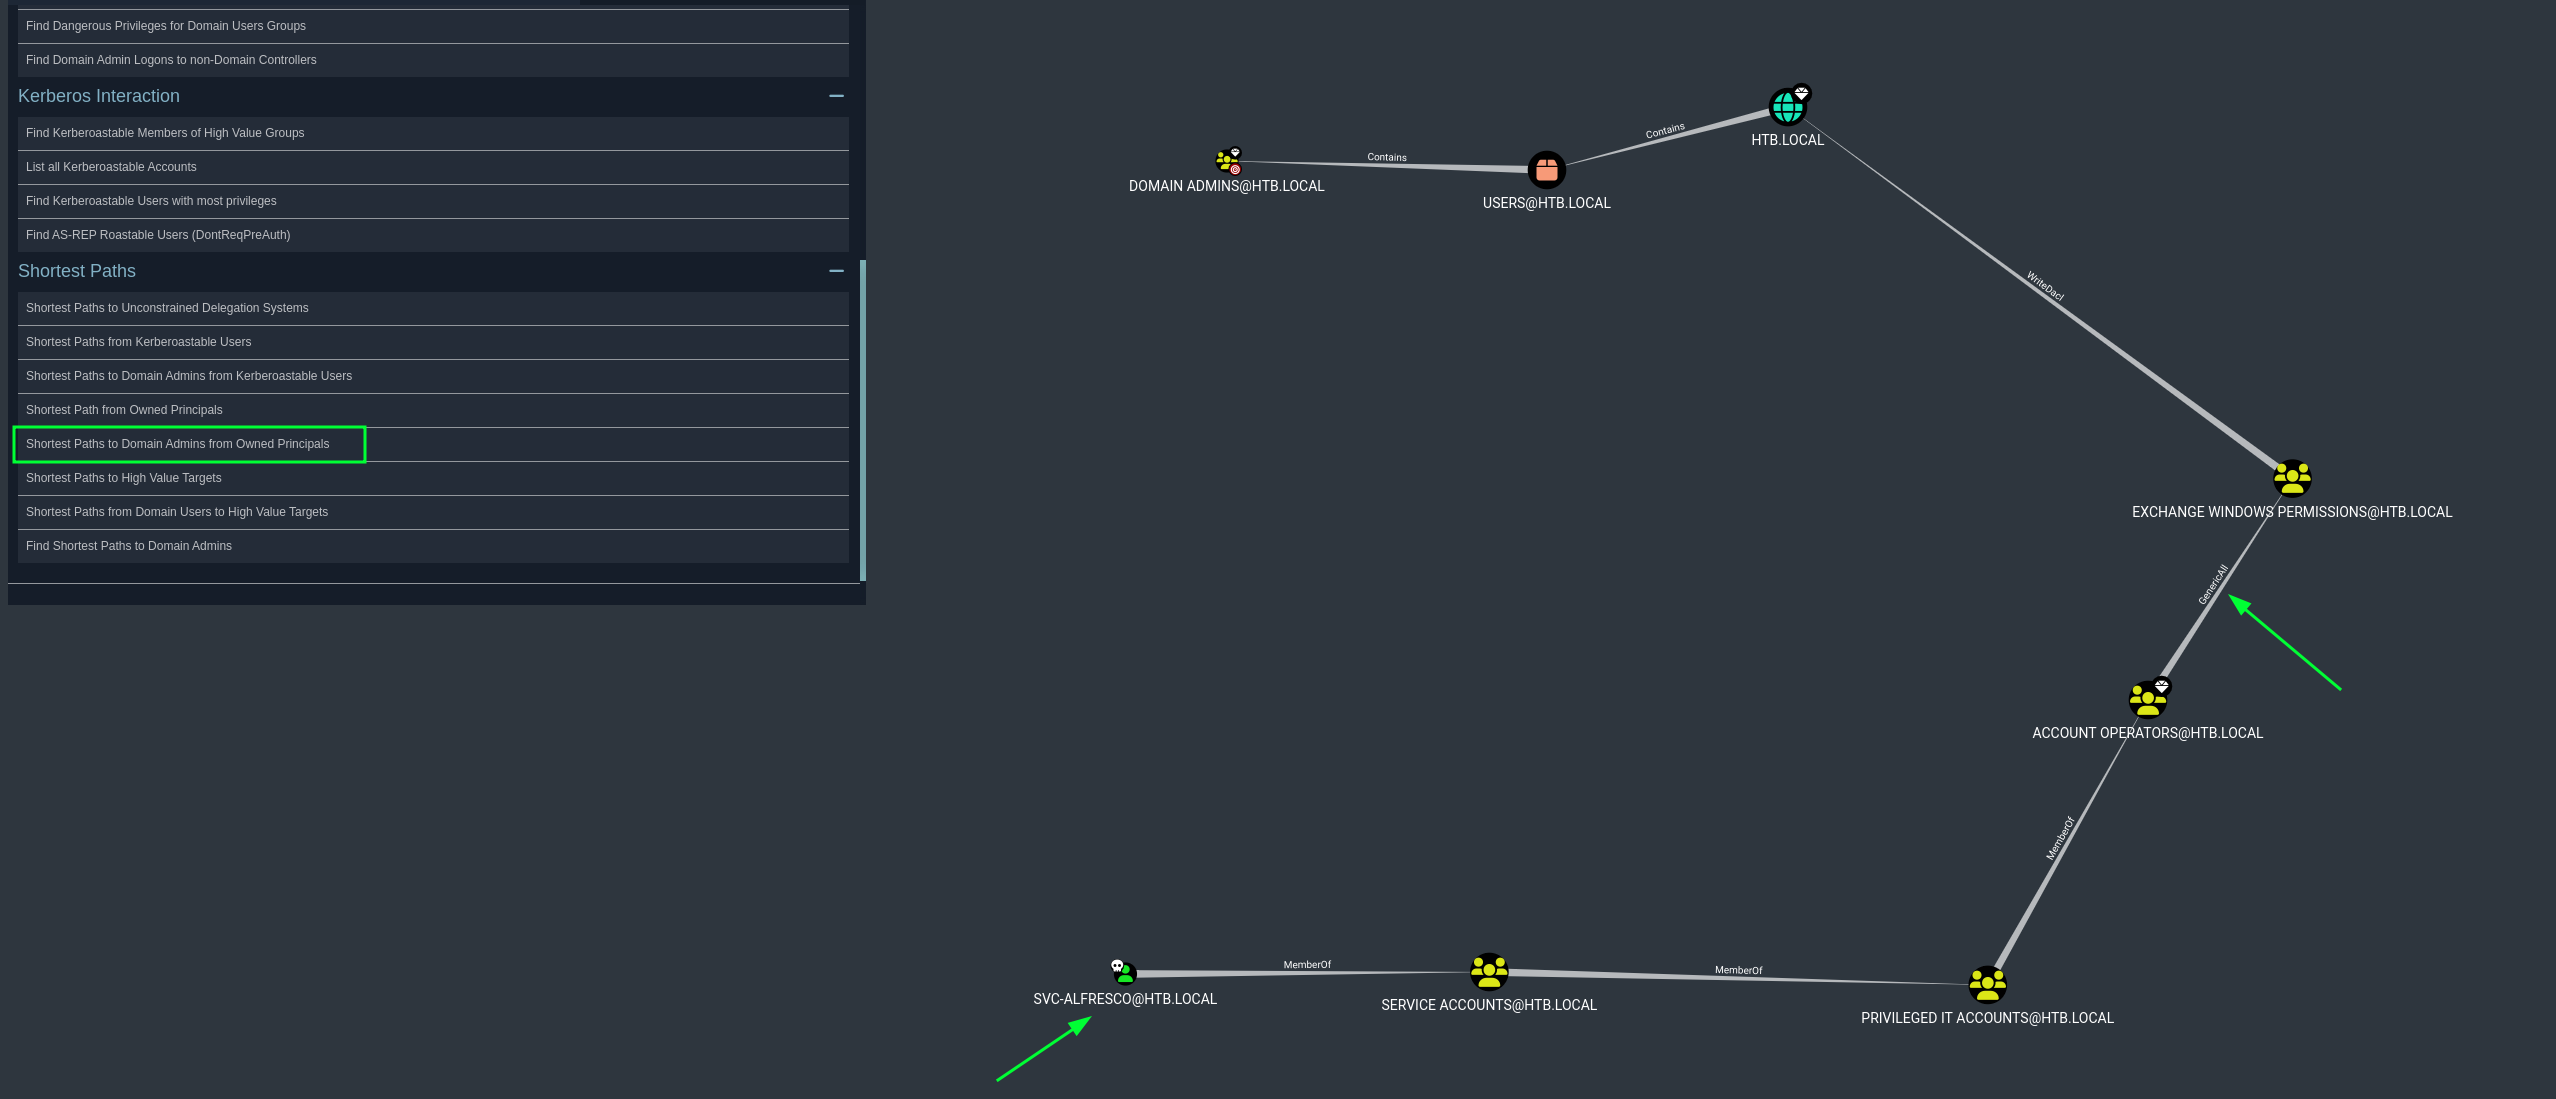 Find Dangerous Privileges for Domain Users Groups
Find Domain Admin Logons to non-Domain Controllers
Kerberos Interaction
Find Kerberoastable Members of High Value Groups
List all Kerberoastable Accounts
Find Kerberoastable Users with most privileges
Find AS-REP Roastable Users (DontReqPreAuth)
Shortest Paths
Shortest Paths to Unconstrained Delegation Systems
Shortest Paths from Kerberoastable Users
Shortest Paths to Domain Admins from Kerberoastable Users
Shortest Path from Owned Principals
Shortest Paths to Domain Admins from Owned Principals
Shortest Paths to High Value Targets
Shortest Paths from Domain Users to High Value Targets
Find Shortest Paths to Domain Admins
Contains
HTB.LOCAL
Contains
DOMAIN ADMINS@HTB.LOCAL
USERS@HTB.LOCAL
WriteDacl
EXCHANGE WINDOWS PERMISSIONS@HTB.LOCAL
GenericAll
ACCOUNT OPERATORS@HTB.LOCAL
MemberOf
MemberOf
MemberOf
SVC-ALFRESCO@HTB.LOCAL
SERVICE ACCOUNTS@HTB.LOCAL
PRIVILEGED IT ACCOUNTS@HTB.LOCAL